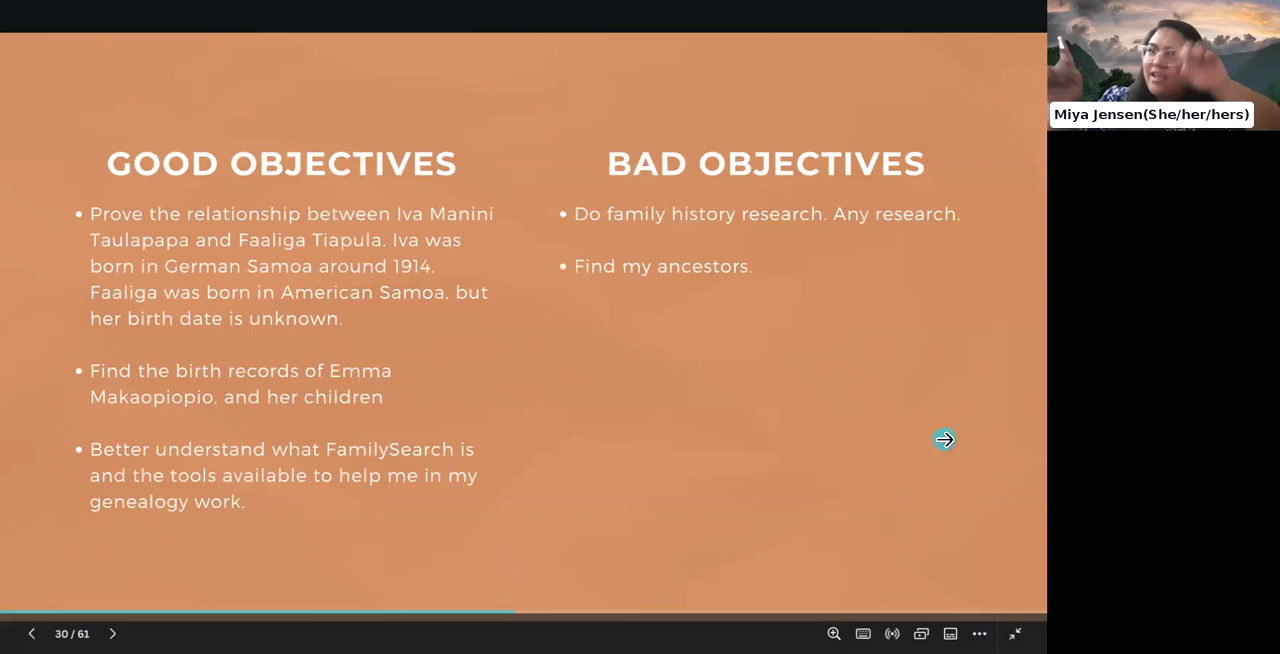 GOOD OBJECTIVES
• Prove the relationship between Iva Manini
Taulapapa and Faaliga Tiapula. Iva was
born in German Samoa around 1914.
Faaliga was born in American Samoa, but
her birth date is unknown.
• Find the birth records of Emma
Makaopiopio, and her children
• Better understand what FamilySearch is
and the tools available to help me in my
genealogy work.
BAD OBJECTIVES
• Do family history research. Any research.
• Find my ancestors.
Miya Jensen(She/her/hers)
30 / 61